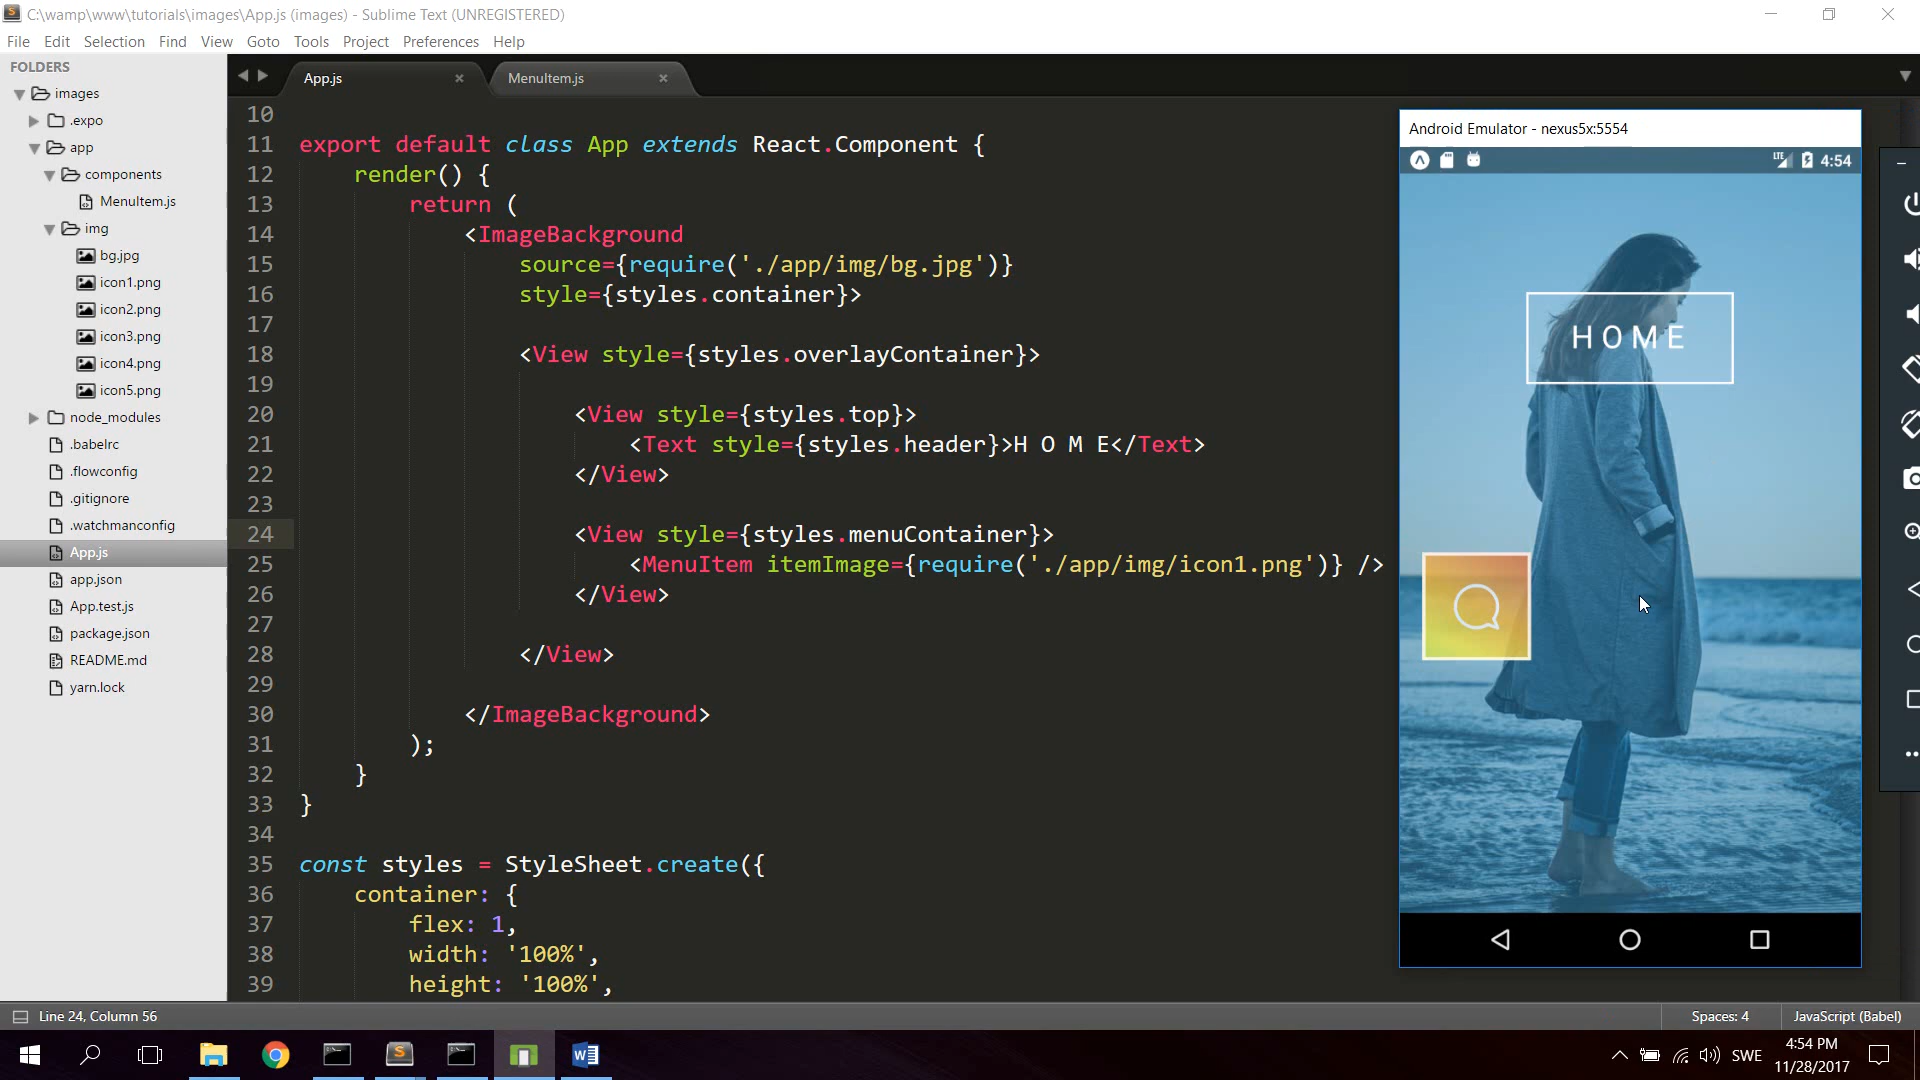 C:\wamp\www\tutorials\images\App.js (images) - Sublime Text (UNREGISTERED)
File Edit Selection Find View Goto Tools Project Preferences Help
FOLDERS
images
.expo
app
components
MenuItem.js
img
bg.jpg
icon1.png
icon2.png
icon3.png
icon4.png
icon5.png
node_modules
.babelrc
.flowconfig
.gitignore
.watchmanconfig
App.js
app.json
App.test.js
package.json
README.md
yarn.lock
App.js MenuItem.js
10
11 export default class App extends React.Component {
12 render() {
13 return (
14 <ImageBackground
15 source={require('./app/img/bg.jpg')}
16 style={styles.container}>
17
18 <View style={styles.overlayContainer}>
19
20 <View style={styles.top}>
21 <Text style={styles.header}>H O M E</Text>
22 </View>
23
24 <View style={styles.menuContainer}>
25 <MenuItem itemImage={require('./app/img/icon1.png')} />
26 </View>
27
28 </View>
29
30 </ImageBackground>
31 );
32 }
33 }
34
35 const styles = StyleSheet.create({
36 container: {
37 flex: 1,
38 width: '100%',
39 height: '100%',
Android Emulator - nexus5x:5554
LTE 4:54
H O M E
Line 24, Column 56
Spaces: 4
JavaScript (Babel)
SWE
4:54 PM
11/28/2017